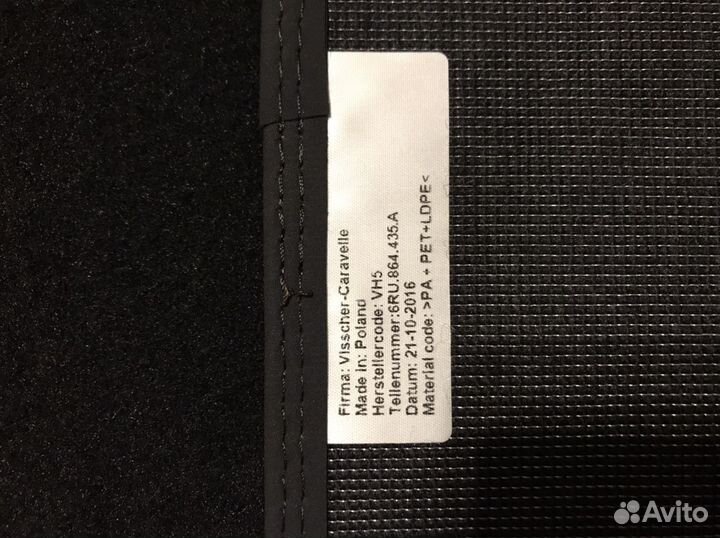 Firma: Visscher-Caravelle
Made in: Poland
Herstellercode: VH5
Teilenummer:6RU.864.435.A
Datum: 21-10-2016
Material code: >PA + PET+LDPE<
Avito